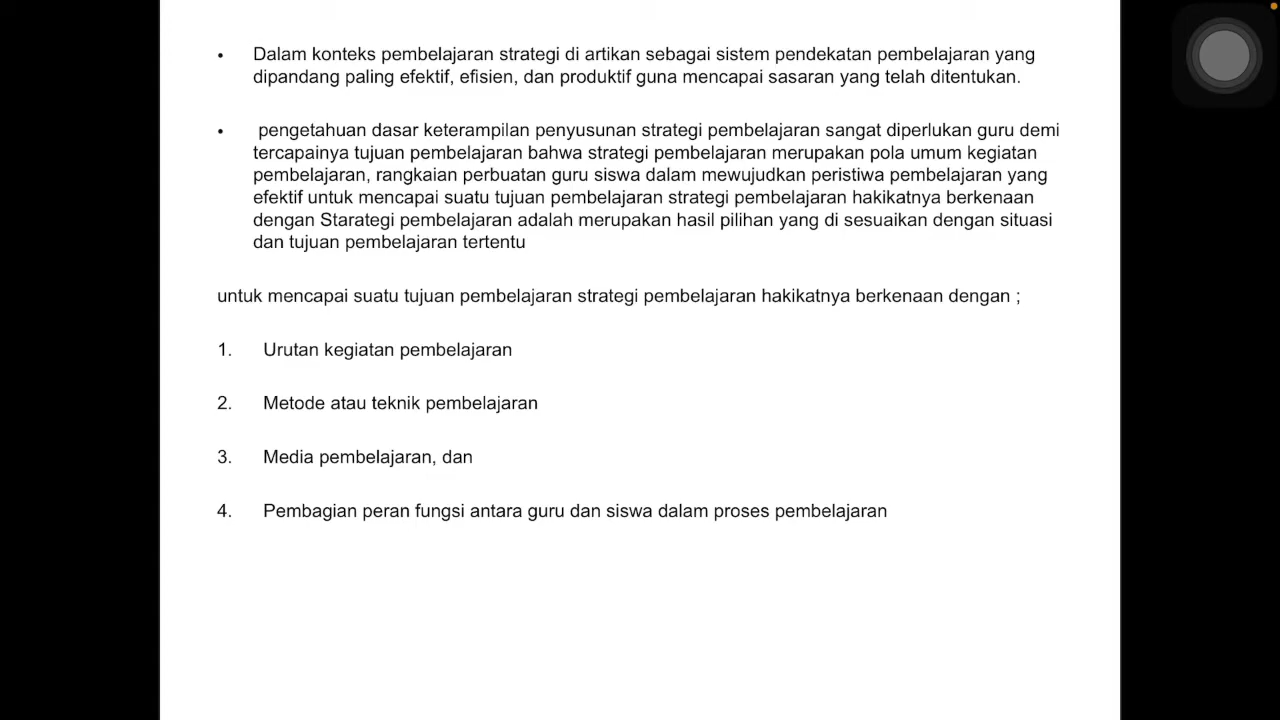 • Dalam konteks pembelajaran strategi di artikan sebagai sistem pendekatan pembelajaran yang
dipandang paling efektif, efisien, dan produktif guna mencapai sasaran yang telah ditentukan.
• pengetahuan dasar keterampilan penyusunan strategi pembelajaran sangat diperlukan guru demi
tercapainya tujuan pembelajaran bahwa strategi pembelajaran merupakan pola umum kegiatan
pembelajaran, rangkaian perbuatan guru siswa dalam mewujudkan peristiwa pembelajaran yang
efektif untuk mencapai suatu tujuan pembelajaran strategi pembelajaran hakikatnya berkenaan
dengan Starategi pembelajaran adalah merupakan hasil pilihan yang di sesuaikan dengan situasi
dan tujuan pembelajaran tertentu
untuk mencapai suatu tujuan pembelajaran strategi pembelajaran hakikatnya berkenaan dengan ;
1. Urutan kegiatan pembelajaran
2. Metode atau teknik pembelajaran
3. Media pembelajaran, dan
4. Pembagian peran fungsi antara guru dan siswa dalam proses pembelajaran